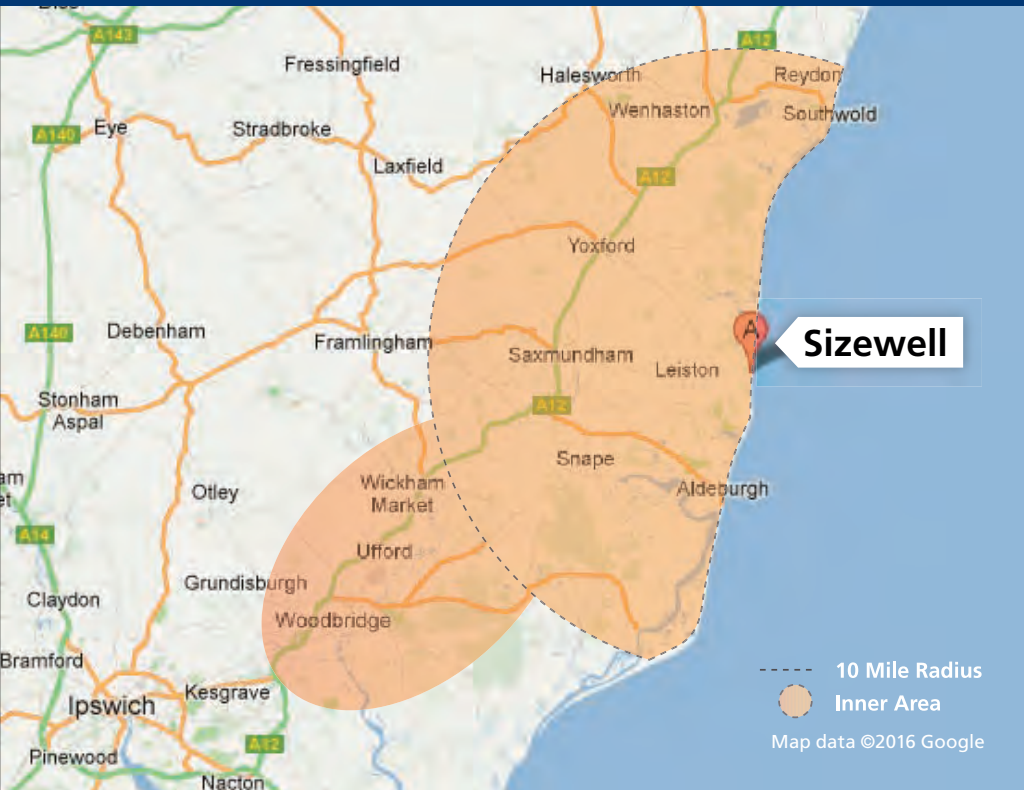 A143
A12
Fressingfield
Halesworth
Reydon
Wenhaston
Southwold
A140
Eye
Stradbroke
Laxfield
A12
Yoxford
A140
Debenham
Framlingham
A
Sizewell
Saxmundham
Leiston
Stonham
Aspal
A12
Snape
Wickham
Market
Otley
Aldeburgh
A14
Ufford
Grundisburgh
Claydon
Woodbridge
Bramford
Kesgrave
Ipswich
10 Mile Radius
Inner Area
A12
Map data ©2016 Google
Pinewood
Nacton